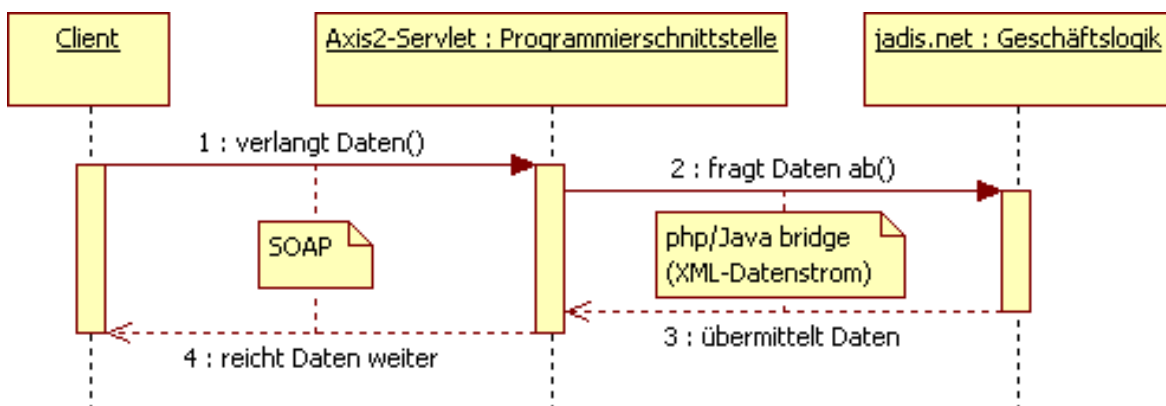 Client
Axis2-Servlet : Programmierschnittstelle
jadis.net : Geschäftslogik
1 : verlangt Daten()
2 : fragt Daten ab()
SOAP
php/Java bridge
(XML-Datenstrom)
3 : übermittelt Daten
4 : reicht Daten weiter